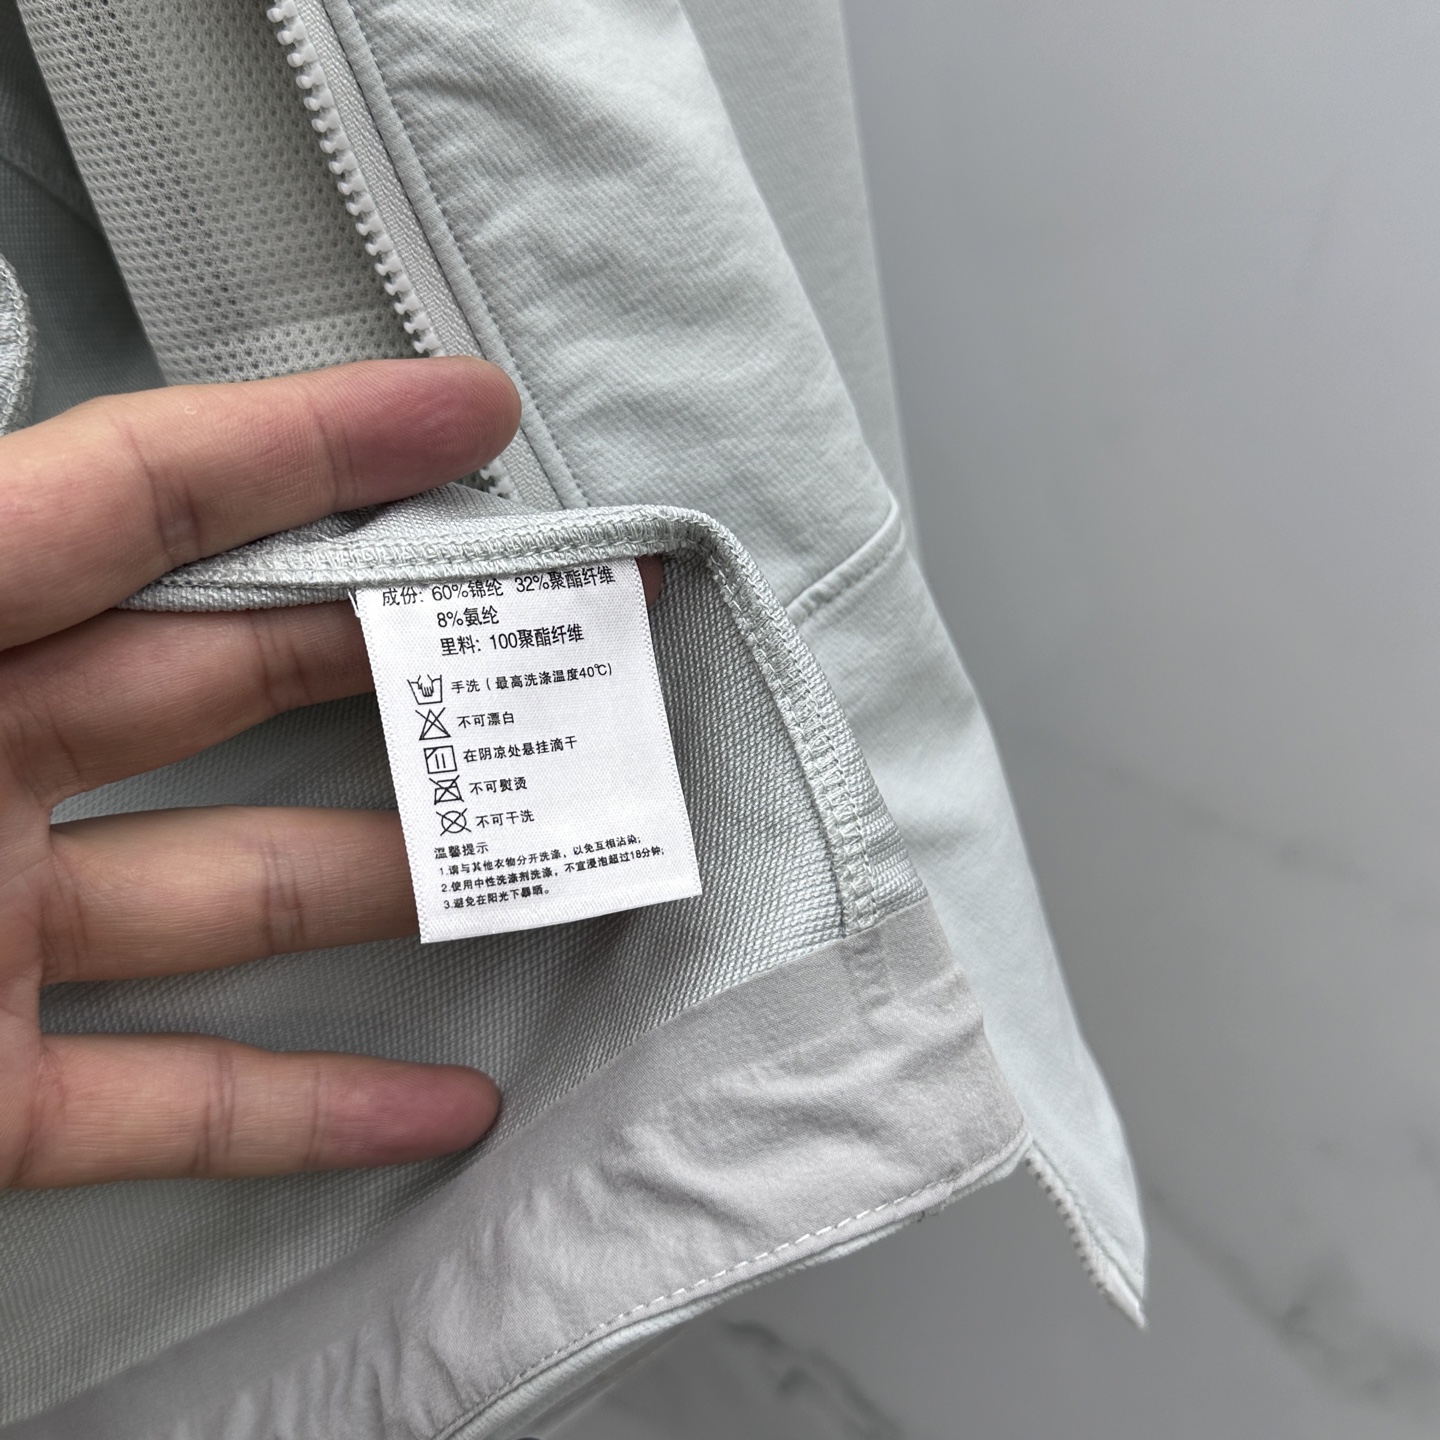 成份: 60%锦纶 32%聚酯纤维
8%氨纶
里料: 100聚酯纤维
手洗 ( 最高洗涤温度40℃)
不可漂白
在阴凉处悬挂滴干
不可熨烫
不可干洗
温馨提示
1.请与其他衣物分开洗涤，以免互相沾染;
2.使用中性洗涤剂洗涤，不宜浸泡超过18分钟;
3.避免在阳光下暴晒。